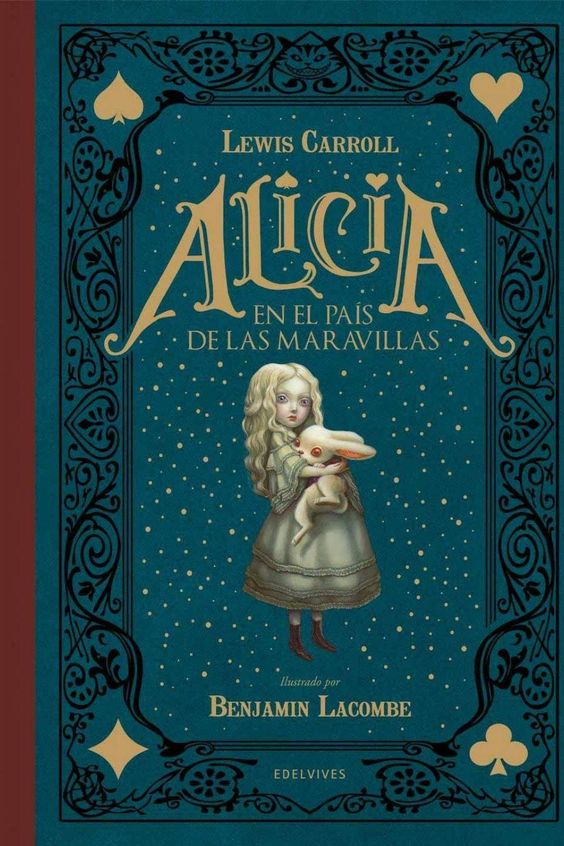 LEWIS CARROLL
ALICIA
EN EL PAÍS
DE LAS MARAVILLAS
Ilustrado por
BENJAMIN LACOMBE
EDELVIVES